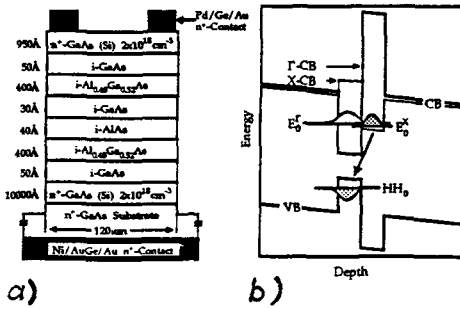 Pd/Ge/Au
n⁺-Contact
950Å n⁺-GaAs (Si) 2x10¹⁸cm⁻³
50Å i-GaAs
400Å i-Al₀.₄₈Ga₀.₅₂As
30Å i-GaAs
40Å i-AlAs
400Å i-Al₀.₄₈Ga₀.₅₂As
50Å i-GaAs
10000Å n⁺-GaAs (Si) 2x10¹⁸cm⁻³
n⁺-GaAs Substrate
120µm
Ni/AuGe/Au n⁺-Contact
a)
Γ-CB
X-CB
CB
E₀Γ
E₀X
HH₀
VB
Energy
Depth
b)